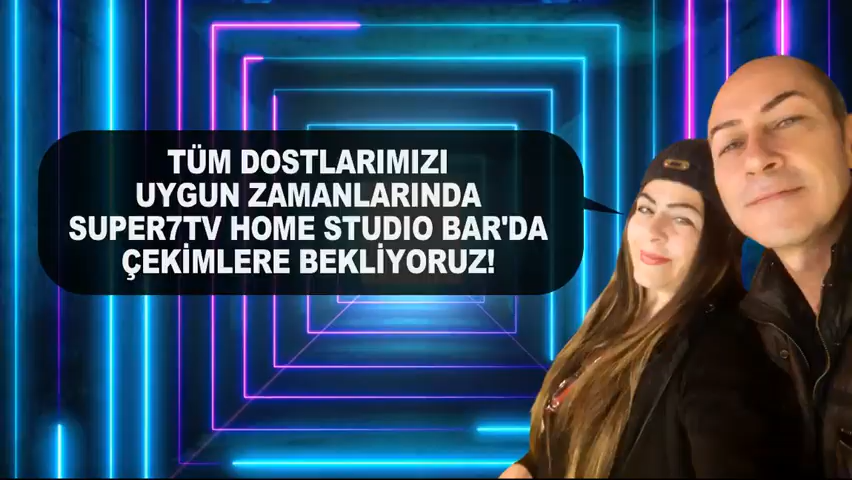 TÜM DOSTLARIMIZI
UYGUN ZAMANLARINDA
SUPER7TV HOME STUDIO BAR'DA
ÇEKİMLERE BEKLİYORUZ!